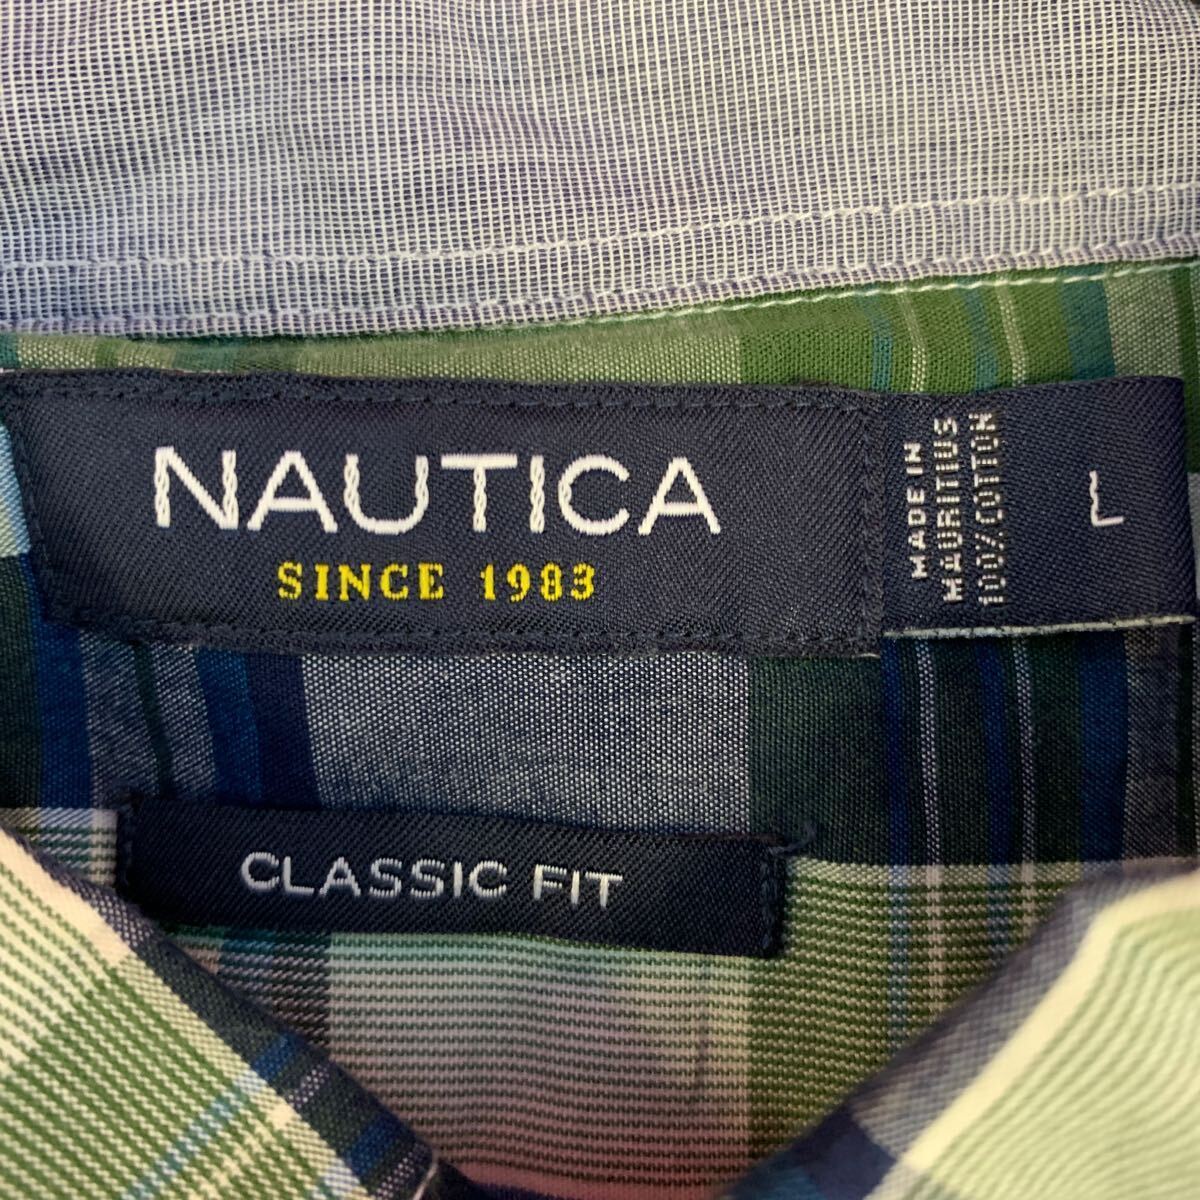 NAUTICA
SINCE 1983
MADE IN
MAURITIUS
100% COTTON
L
CLASSIC FIT